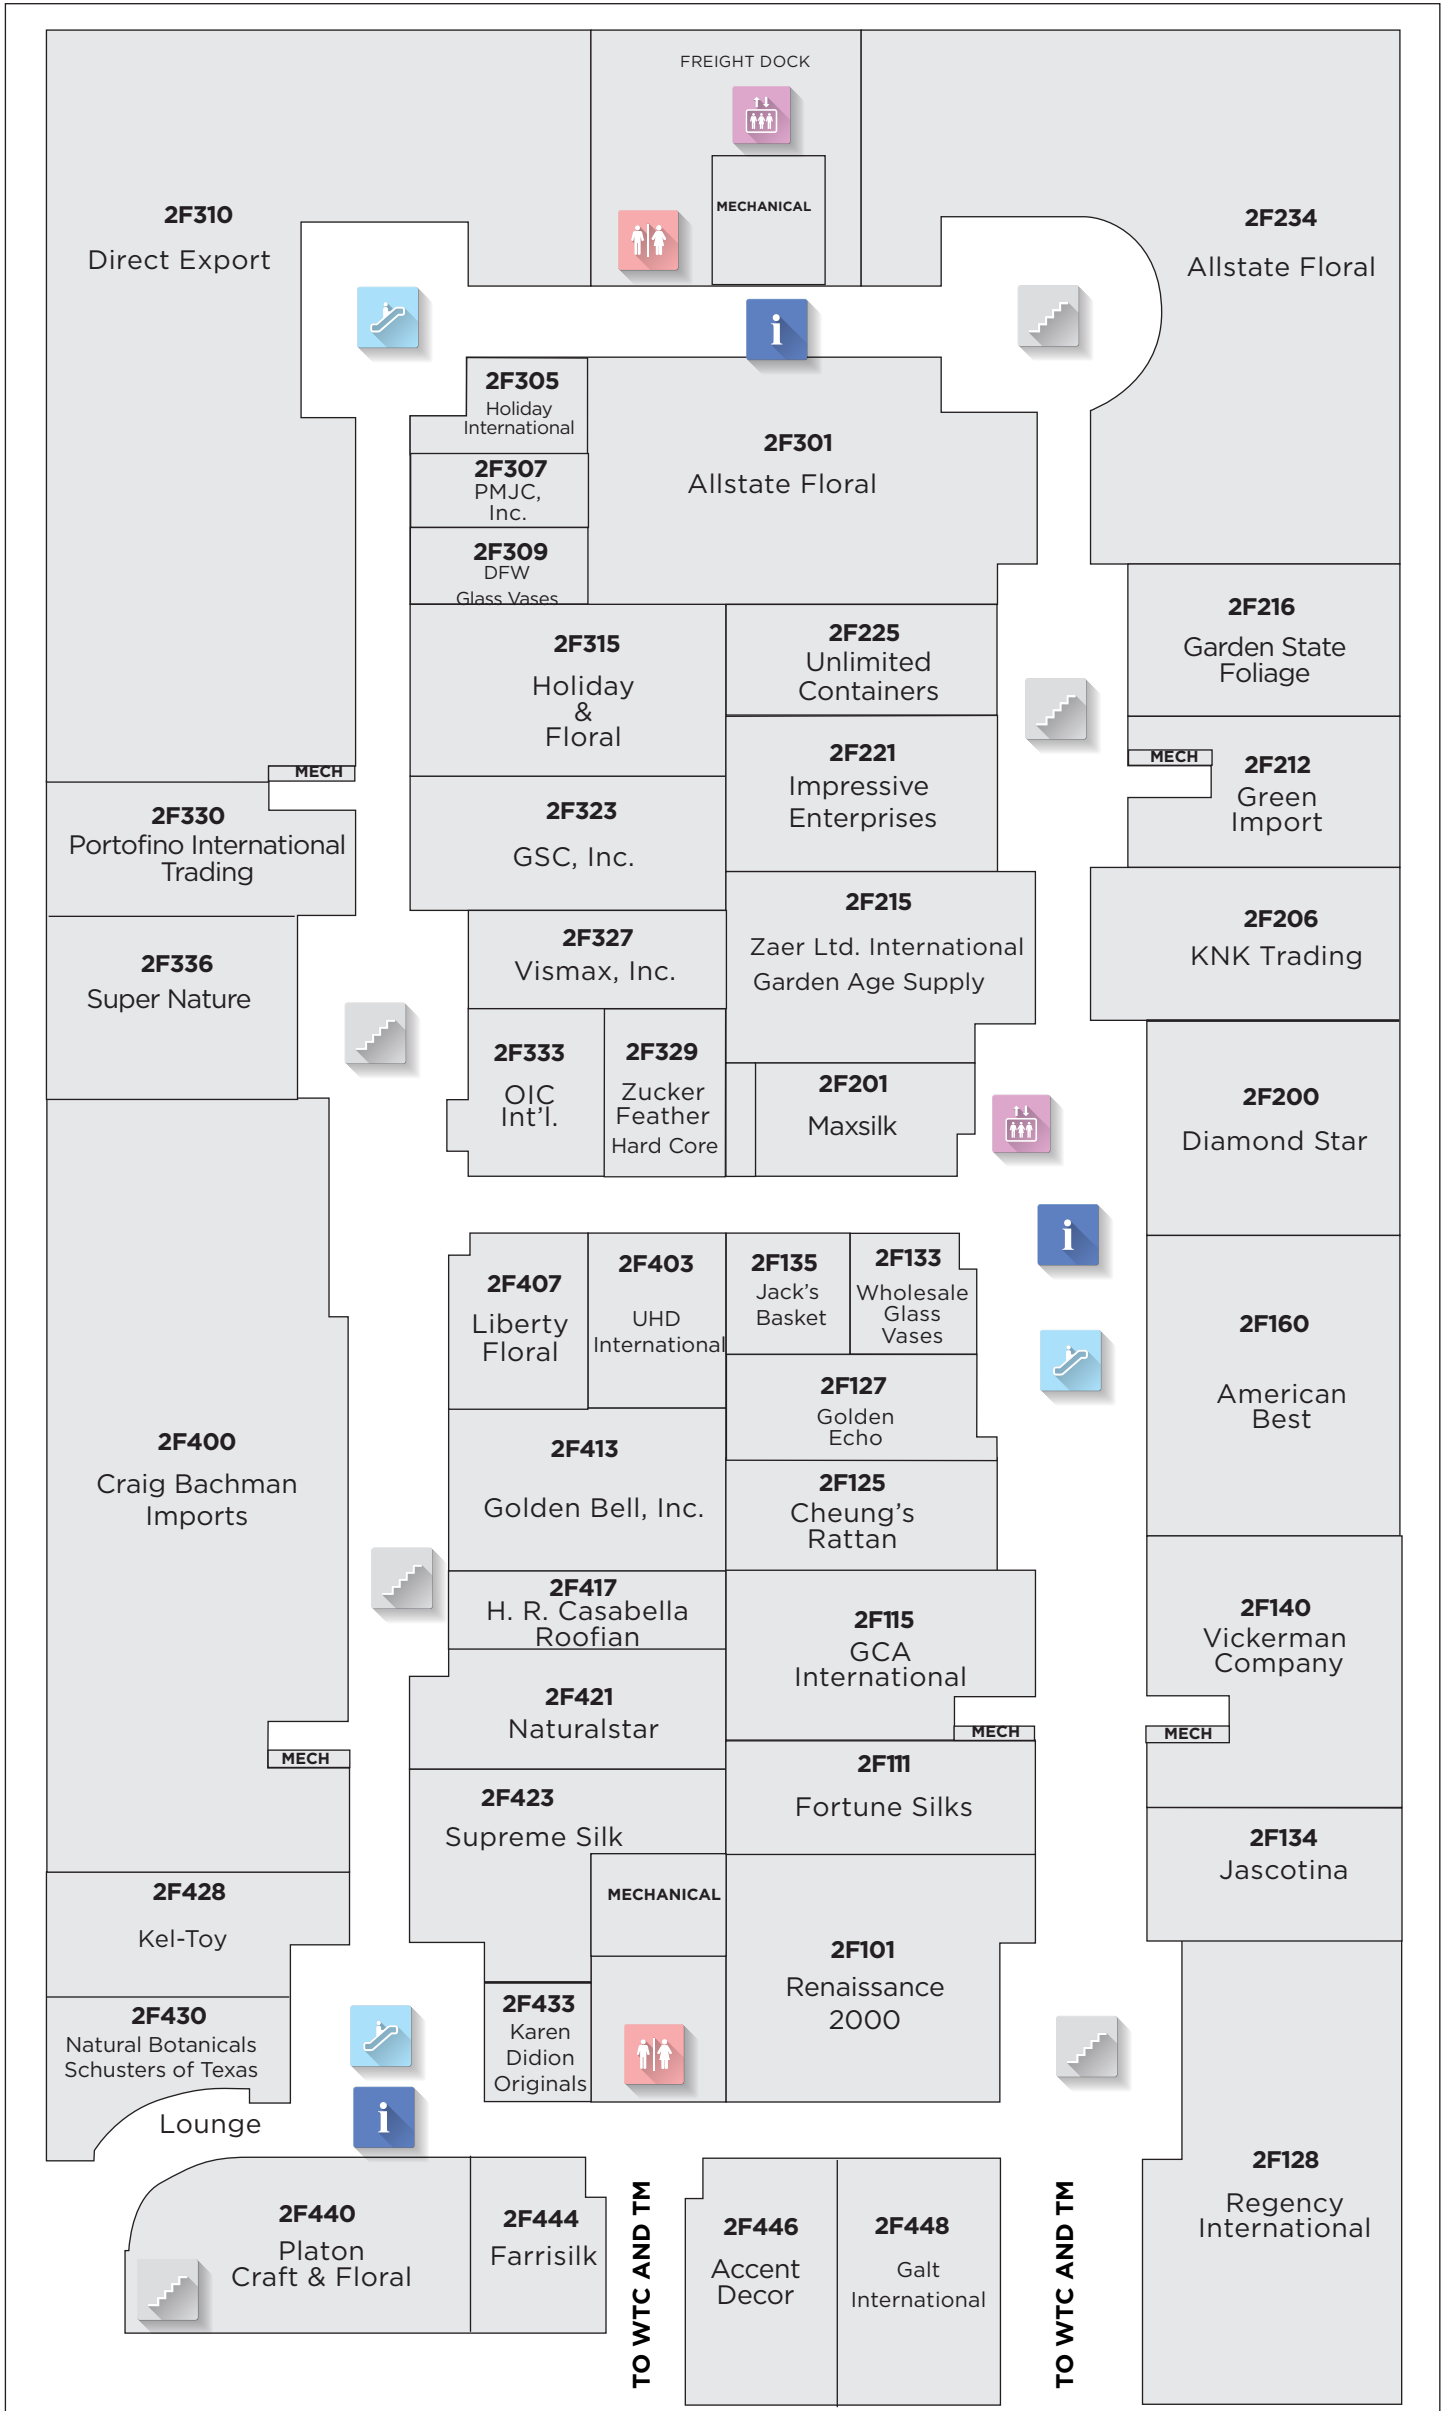 FREIGHT DOCK
MECHANICAL
2F310
Direct Export
2F234
Allstate Floral
i
2F305
Holiday
International
2F301
Allstate Floral
2F307
PMJC,
Inc.
2F309
DFW
Glass Vases
2F315
Holiday
&
Floral
2F225
Unlimited
Containers
2F216
Garden State
Foliage
2F221
Impressive
Enterprises
MECH
2F212
Green
Import
MECH
2F330
Portofino International
Trading
2F323
GSC, Inc.
2F215
Zaer Ltd. International
Garden Age Supply
2F206
KNK Trading
2F327
Vismax, Inc.
2F336
Super Nature
2F333
OIC
Int'l.
2F329
Zucker
Feather
Hard Core
2F201
Maxsilk
2F200
Diamond Star
i
2F407
Liberty
Floral
2F403
UHD
International
2F135
Jack's
Basket
2F133
Wholesale
Glass
Vases
2F160
American
Best
2F127
Golden
Echo
2F400
Craig Bachman
Imports
2F413
Golden Bell, Inc.
2F125
Cheung's
Rattan
2F417
H. R. Casabella
Roofian
2F115
GCA
International
2F140
Vickerman
Company
2F421
Naturalstar
MECH
MECH
MECH
2F423
Supreme Silk
2F111
Fortune Silks
2F134
Jascotina
2F428
Kel-Toy
MECHANICAL
2F101
Renaissance
2000
2F430
Natural Botanicals
Schusters of Texas
2F433
Karen
Didion
Originals
Lounge
i
2F128
Regency
International
2F440
Platon
Craft & Floral
2F444
Farrisilk
TO WTC AND TM
2F446
Accent
Decor
2F448
Galt
International
TO WTC AND TM